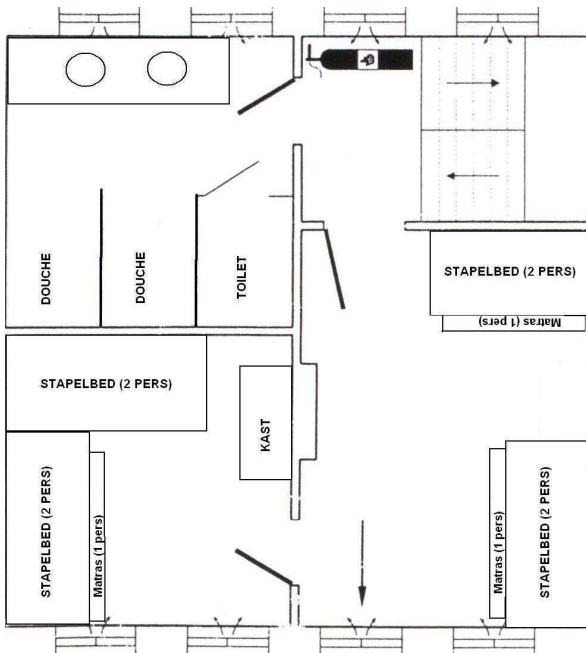 DOUCHE
DOUCHE
TOILET
STAPELBED (2 PERS)
Matras (1 pers)
STAPELBED (2 PERS)
KAST
STAPELBED (2 PERS)
Matras (1 pers)
Matras (1 pers)
STAPELBED (2 PERS)